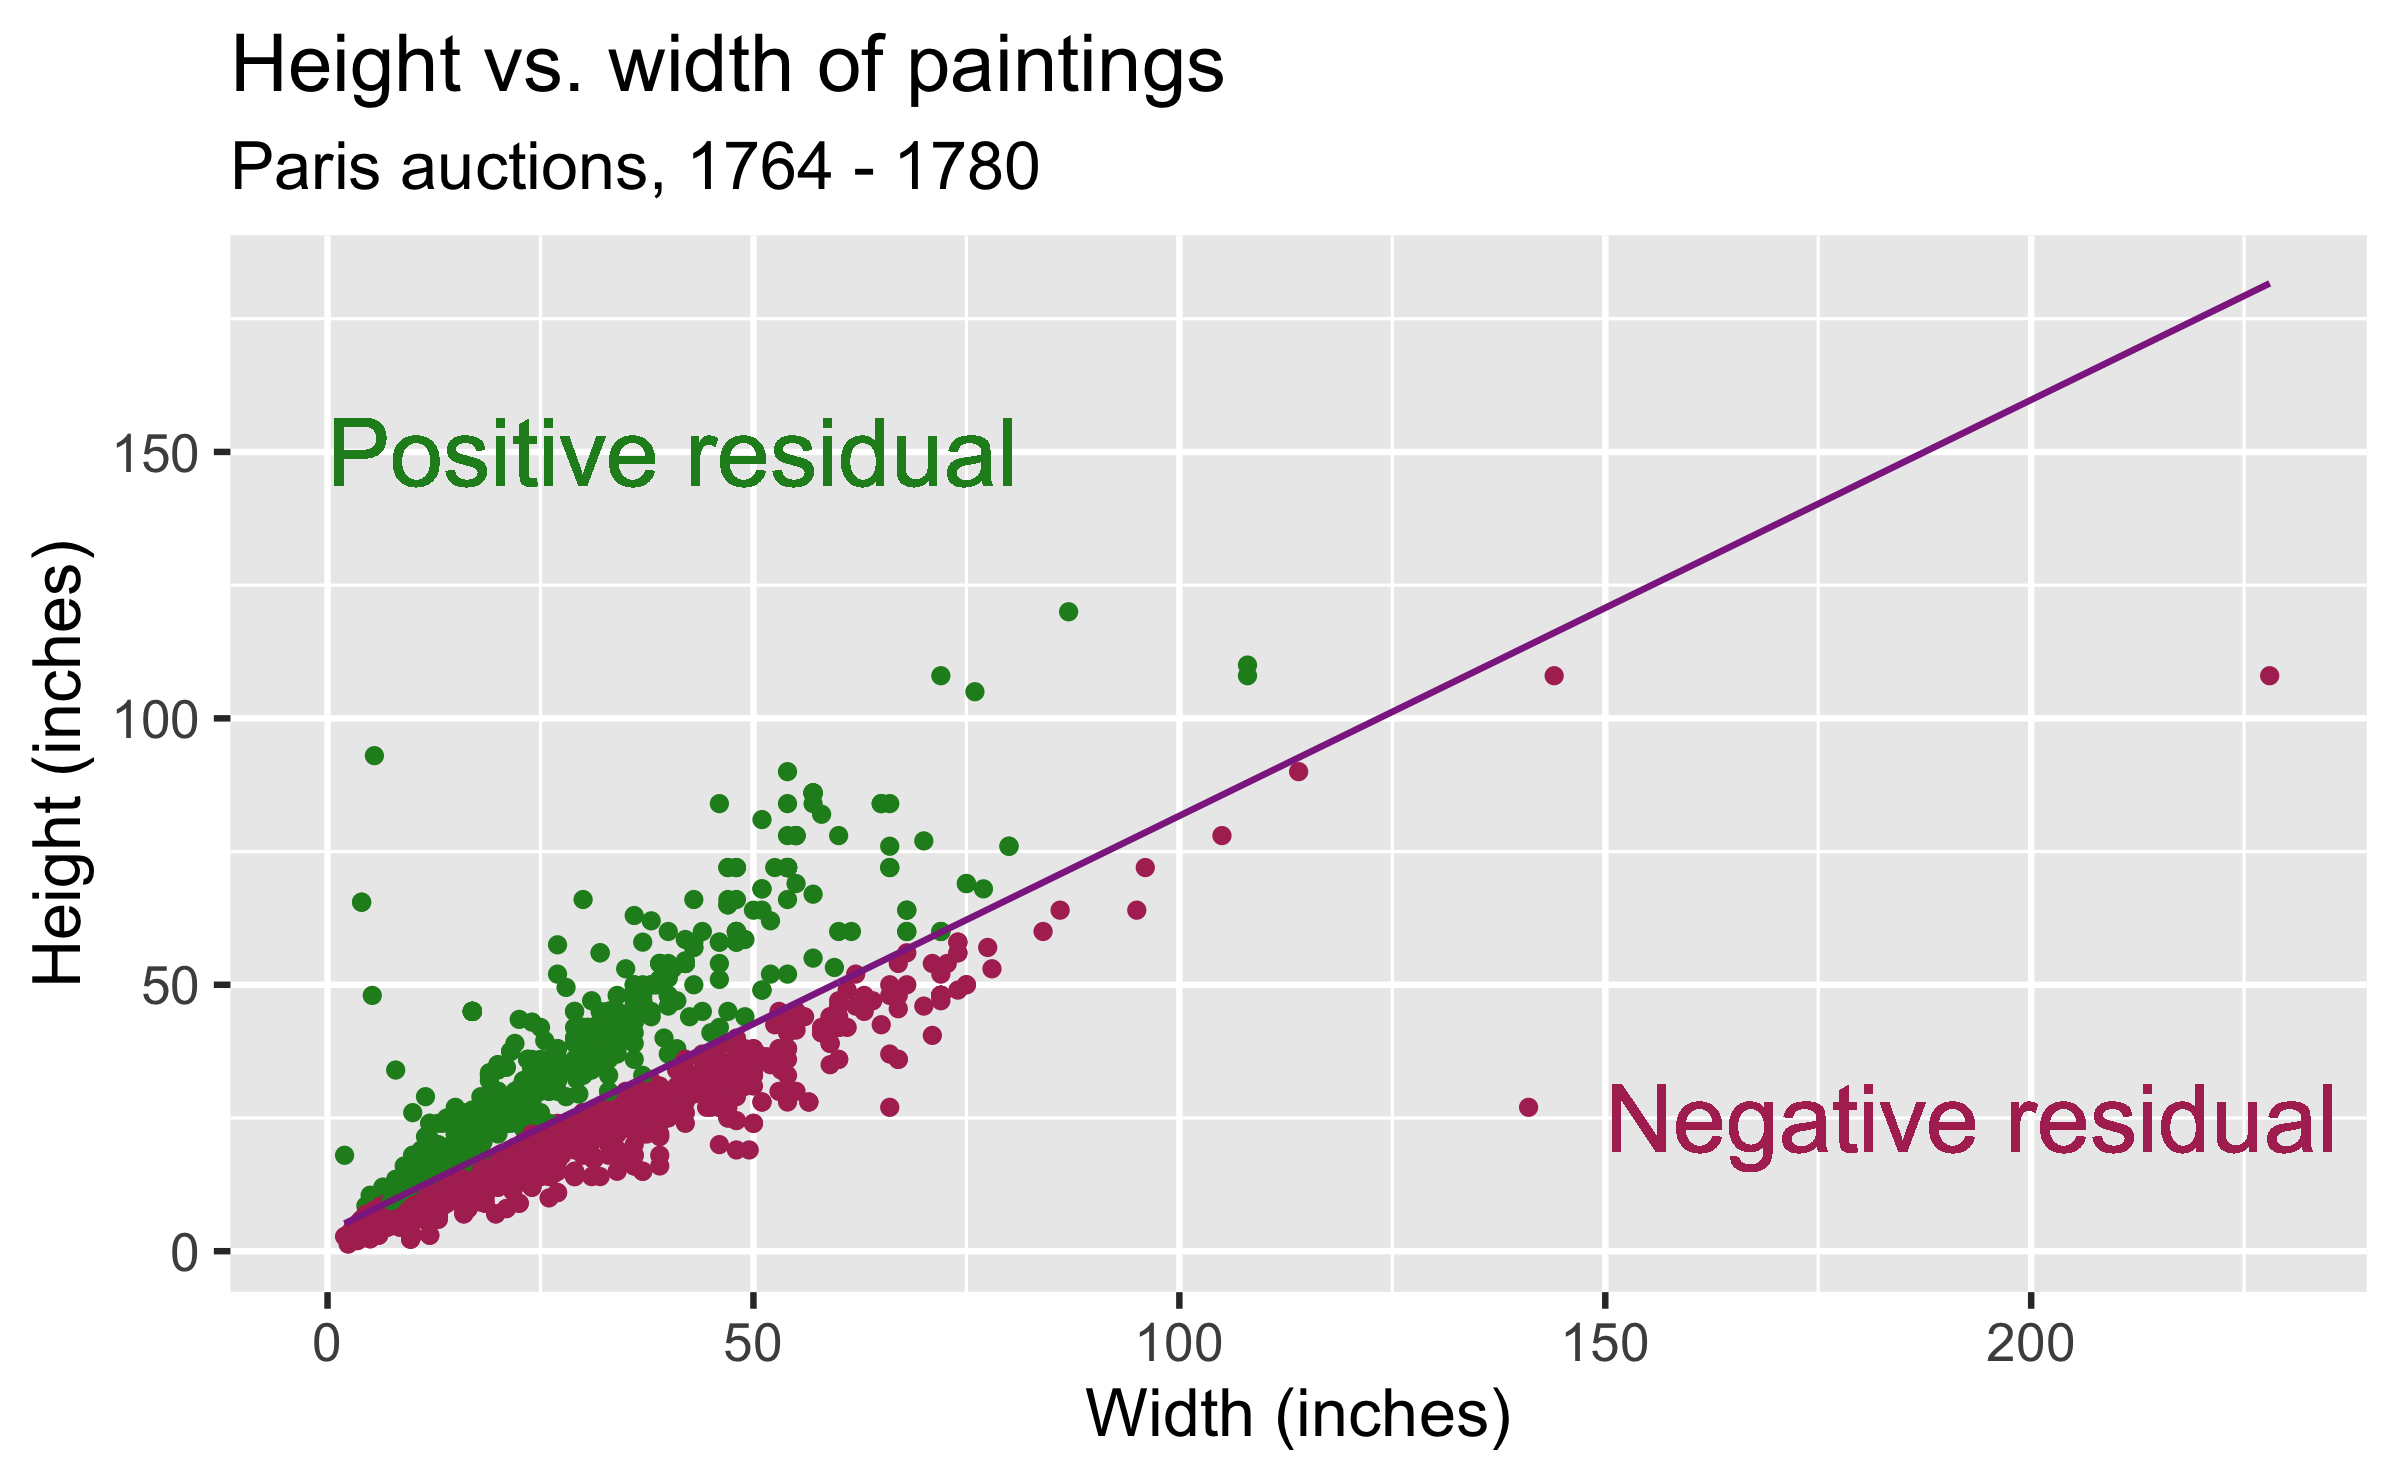 Height vs. width of paintings
Paris auctions, 1764 - 1780
Positive residual
Negative residual
150
100
50
0
Height (inches)
0 50 100 150 200
Width (inches)